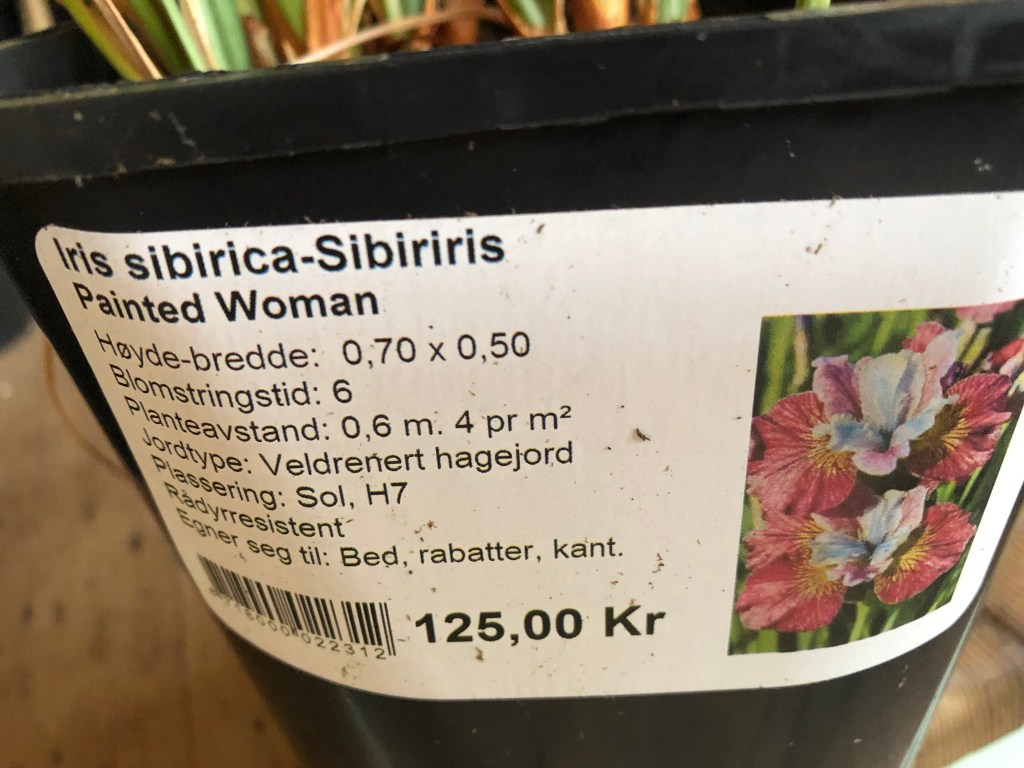 Iris sibirica-Sibiriris
Painted Woman
Høyde-bredde: 0,70 x 0,50
Blomstringstid: 6
Planteavstand: 0,6 m. 4 pr m²
Jordtype: Veldrenert hagejord
Plassering: Sol, H7
Rådyrresistent
Egner seg til: Bed, rabatter, kant.
125,00 Kr